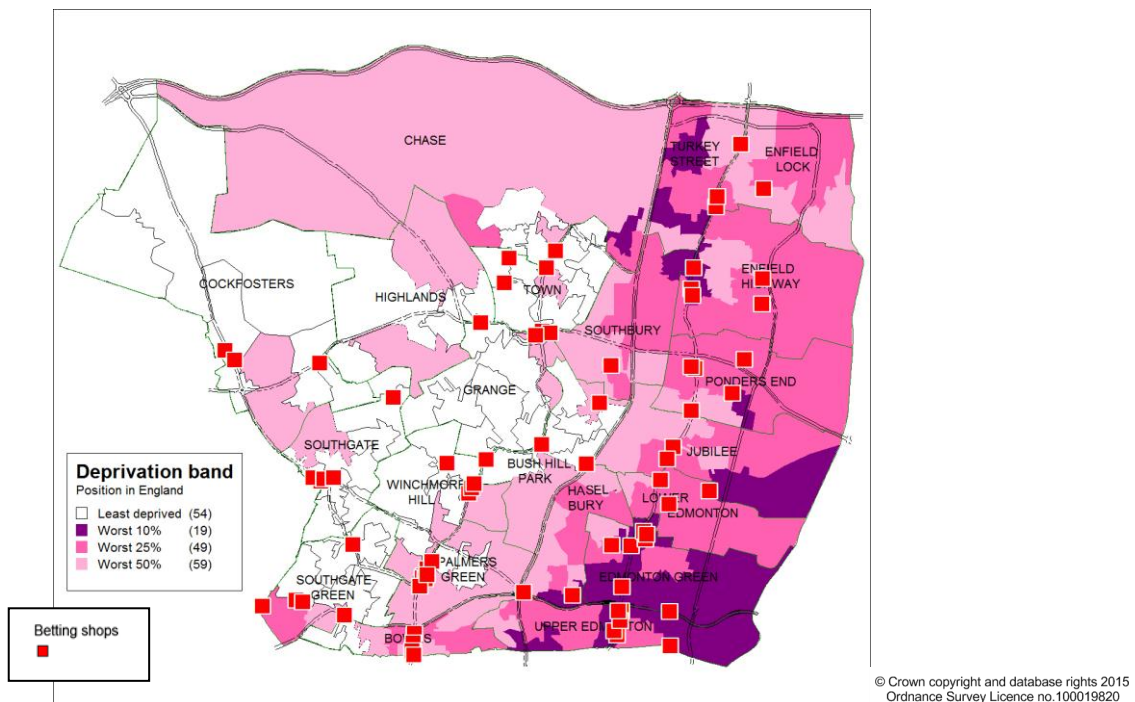 CHASE
TURKEY
STREET
ENFIELD
LOCK
COCKFOSTERS
HIGHLANDS
TOWN
ENFIELD
HIGHWAY
SOUTHBURY
GRANGE
PONDERS END
SOUTHGATE
JUBILEE
BUSH HILL
PARK
WINCHMORE
HILL
HASEL
BURY
LOWER
EDMONTON
PALMERS
GREEN
SOUTHGATE
GREEN
EDMONTON GREEN
UPPER EDMONTON
BOWES
Deprivation band
Position in England
Least deprived (54)
Worst 10% (19)
Worst 25% (49)
Worst 50% (59)
Betting shops
© Crown copyright and database rights 2015
Ordnance Survey Licence no.100019820